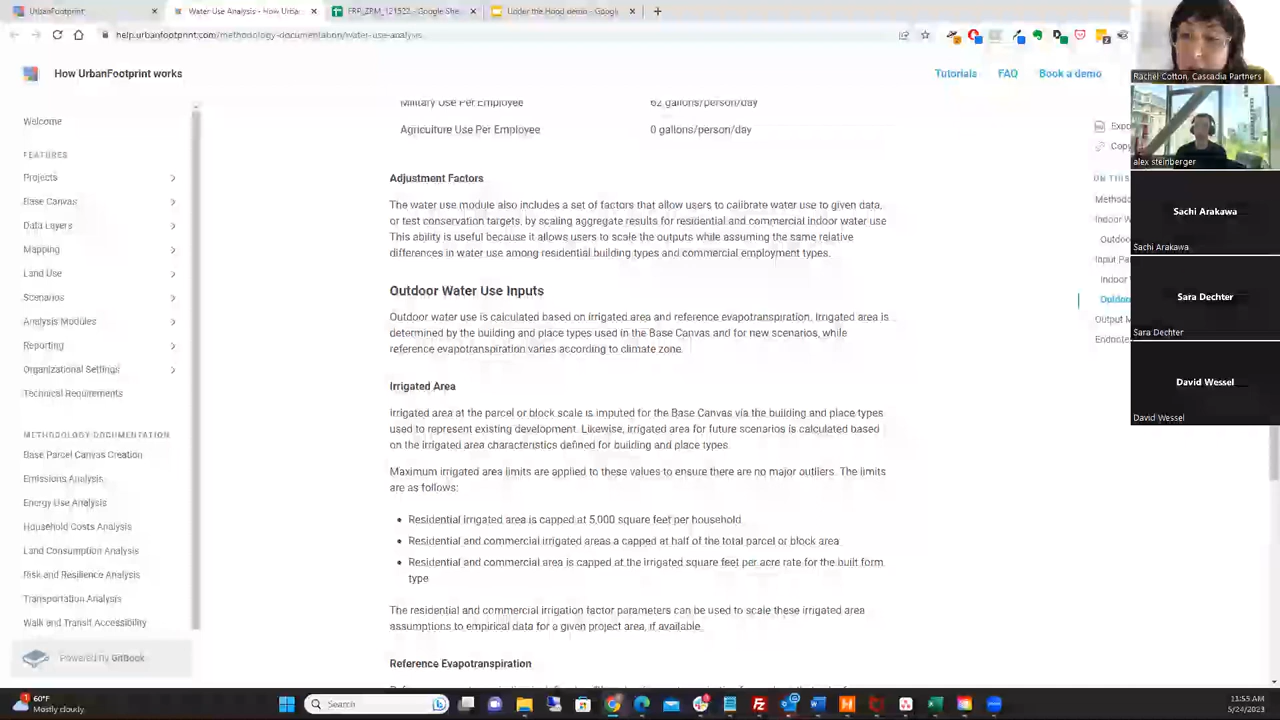 UrbanFootprint
Water Use Analysis - How Urban
FRP_TPM_121522 - Google She
Under the Hood demo - Googl
help.urbanfootprint.com/methodology-documentation/water-use-analysis
How UrbanFootprint works
Tutorials
FAQ
Book a demo
Welcome
FEATURES
Projects
Base Canvas
Data Layers
Mapping
Land Use
Scenarios
Analysis Modules
Reporting
Organizational Settings
Technical Requirements
METHODOLOGY DOCUMENTATION
Base Parcel Canvas Creation
Emissions Analysis
Energy Use Analysis
Household Costs Analysis
Land Consumption Analysis
Risk and Resilience Analysis
Transportation Analysis
Walk and Transit Accessibility
Powered By GitBook
Military Use Per Employee 62 gallons/person/day
Agriculture Use Per Employee 0 gallons/person/day
Adjustment Factors
The water use module also includes a set of factors that allow users to calibrate water use to given data,
or test conservation targets, by scaling aggregate results for residential and commercial indoor water use
This ability is useful because it allows users to scale the outputs while assuming the same relative
differences in water use among residential building types and commercial employment types.
Outdoor Water Use Inputs
Outdoor water use is calculated based on irrigated area and reference evapotranspiration. Irrigated area is
determined by the building and place types used in the Base Canvas and for new scenarios, while
reference evapotranspiration varies according to climate zone.
Irrigated Area
Irrigated area at the parcel or block scale is imputed for the Base Canvas via the building and place types
used to represent existing development. Likewise, irrigated area for future scenarios is calculated based
on the irrigated area characteristics defined for building and place types.
Maximum irrigated area limits are applied to these values to ensure there are no major outliers. The limits
are as follows:
Residential irrigated area is capped at 5,000 square feet per household
Residential and commercial irrigated areas a capped at half of the total parcel or block area
Residential and commercial area is capped at the irrigated square feet per acre rate for the built form
type
The residential and commercial irrigation factor parameters can be used to scale these irrigated area
assumptions to empirical data for a given project area, if available.
Reference Evapotranspiration
Expo
Copy
ON THIS
Methodo
Indoor W
Outdoo
Input Pa
Indoor
Outdoo
Output M
Endnote
Rachel Cotton, Cascadia Partners
alex steinberger
Sachi Arakawa
Sachi Arakawa
Sara Dechter
Sara Dechter
David Wessel
David Wessel
60°F
Mostly cloudy
Search
11:55 AM
5/24/2023